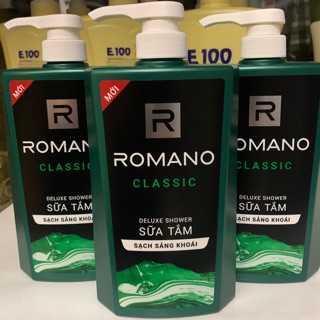 E.100
E.100
MỚI
R
ROMANO
CLASSIC
DELUXE SHOWER
SỮA TẮM
SẠCH SẢNG KHOÁI
MỚI
R
ROMANO
CLASSIC
DELUXE SHOWER
SỮA TẮM
SẠCH SẢNG KHOÁI
R
ROMANO
CLASSIC
DELUXE SHOWER
SỮA TẮM
SẠCH SẢNG KHOÁI